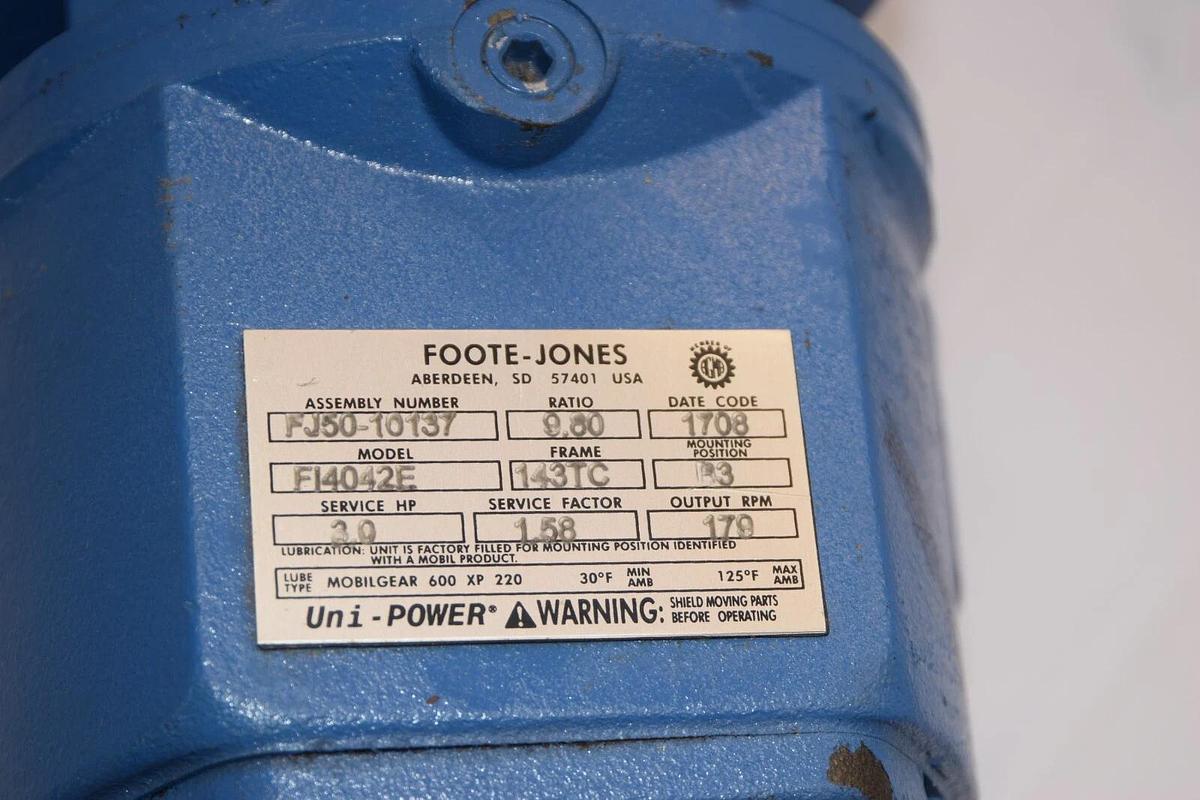 FOOTE-JONES
ABERDEEN, SD 57401 USA
MEMBER OF
AGMA
ASSEMBLY NUMBER RATIO DATE CODE
FJ50-10137 9.80 1708
MODEL FRAME MOUNTING POSITION
FI4042E 143TC B3
SERVICE HP SERVICE FACTOR OUTPUT RPM
1.58 179
LUBRICATION: UNIT IS FACTORY FILLED FOR MOUNTING POSITION IDENTIFIED
WITH A MOBIL PRODUCT.
LUBE TYPE MOBILGEAR 600 XP 220 30°F MIN AMB 125°F MAX AMB
Uni-POWER® WARNING: SHIELD MOVING PARTS
BEFORE OPERATING